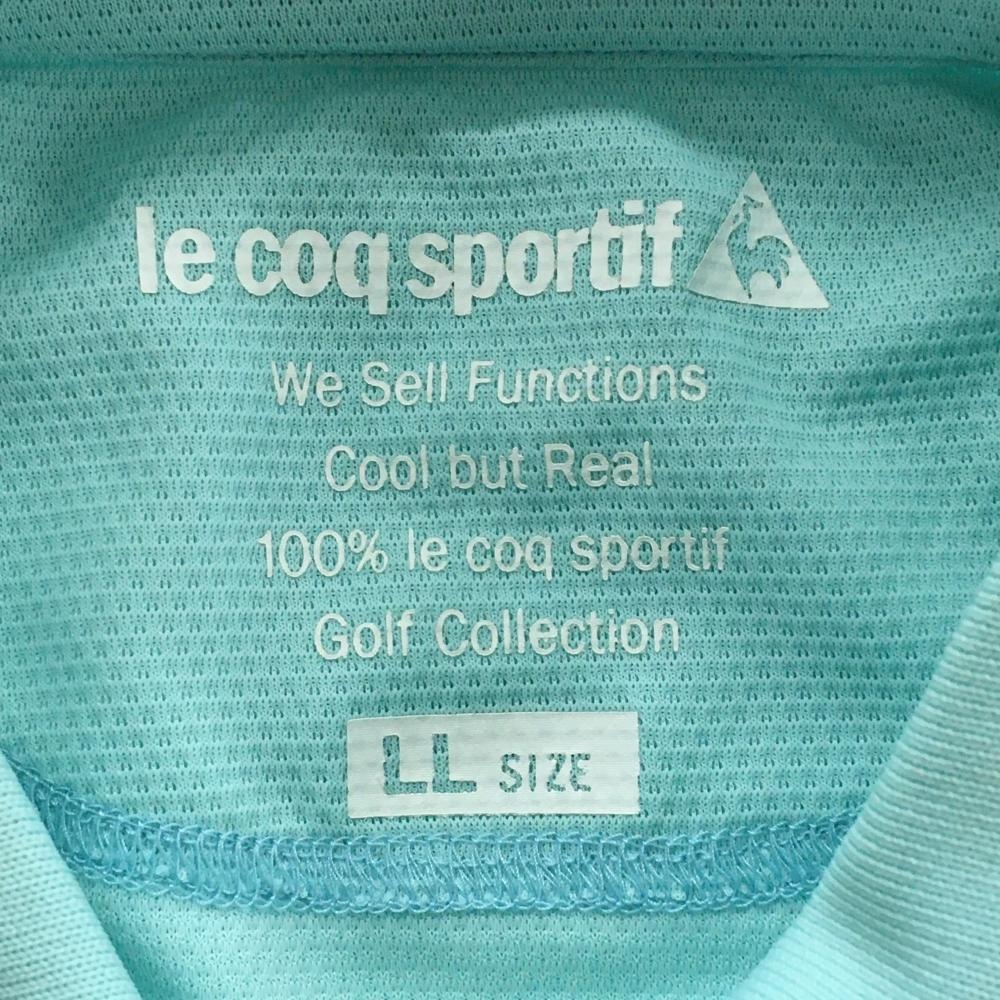 le coq sportif
We Sell Functions
Cool but Real
100% le coq sportif
Golf Collection
LL SIZE